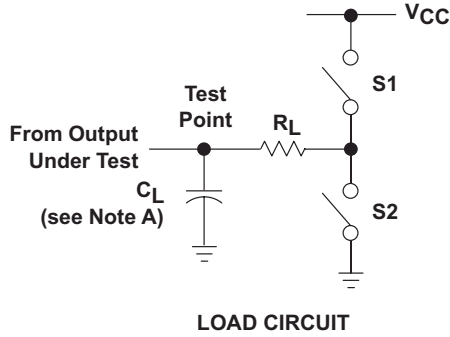 VCC
S1
Test
Point
RL
From Output
Under Test
CL
(see Note A)
S2
LOAD CIRCUIT